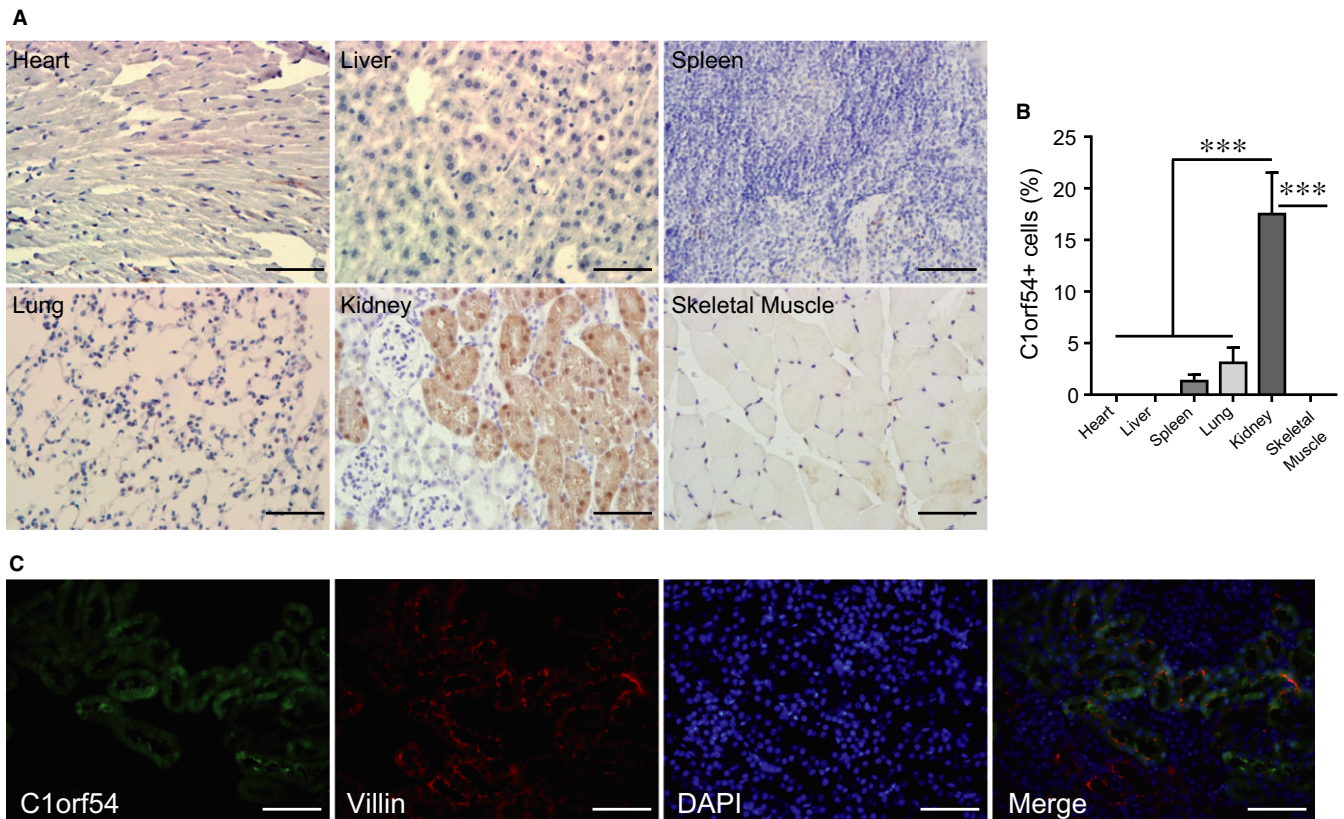 A
Heart
Liver
Spleen
Lung
Kidney
Skeletal Muscle
B
C1orf54+ cells (%)
25
20
15
10
5
0
***
***
Heart
Liver
Spleen
Lung
Kidney
Skeletal
Muscle
C
C1orf54
Villin
DAPI
Merge